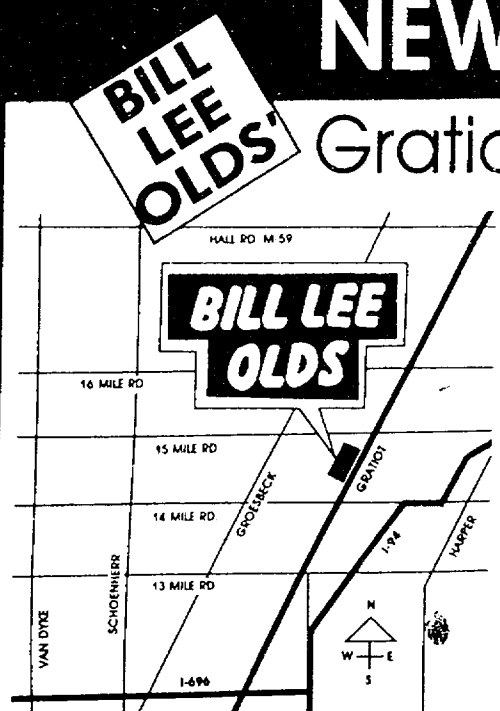 NEW
BILL
LEE
OLDS'
Gratio
HALL RD M-59
BILL LEE
OLDS
16 MILE RD
15 MILE RD
GRATIOT
GROESBECK
14 MILE RD.
I-94
HARPER
13 MILE RD
SCHOENHERR
VAN DYKE
N
W E
S
I-696